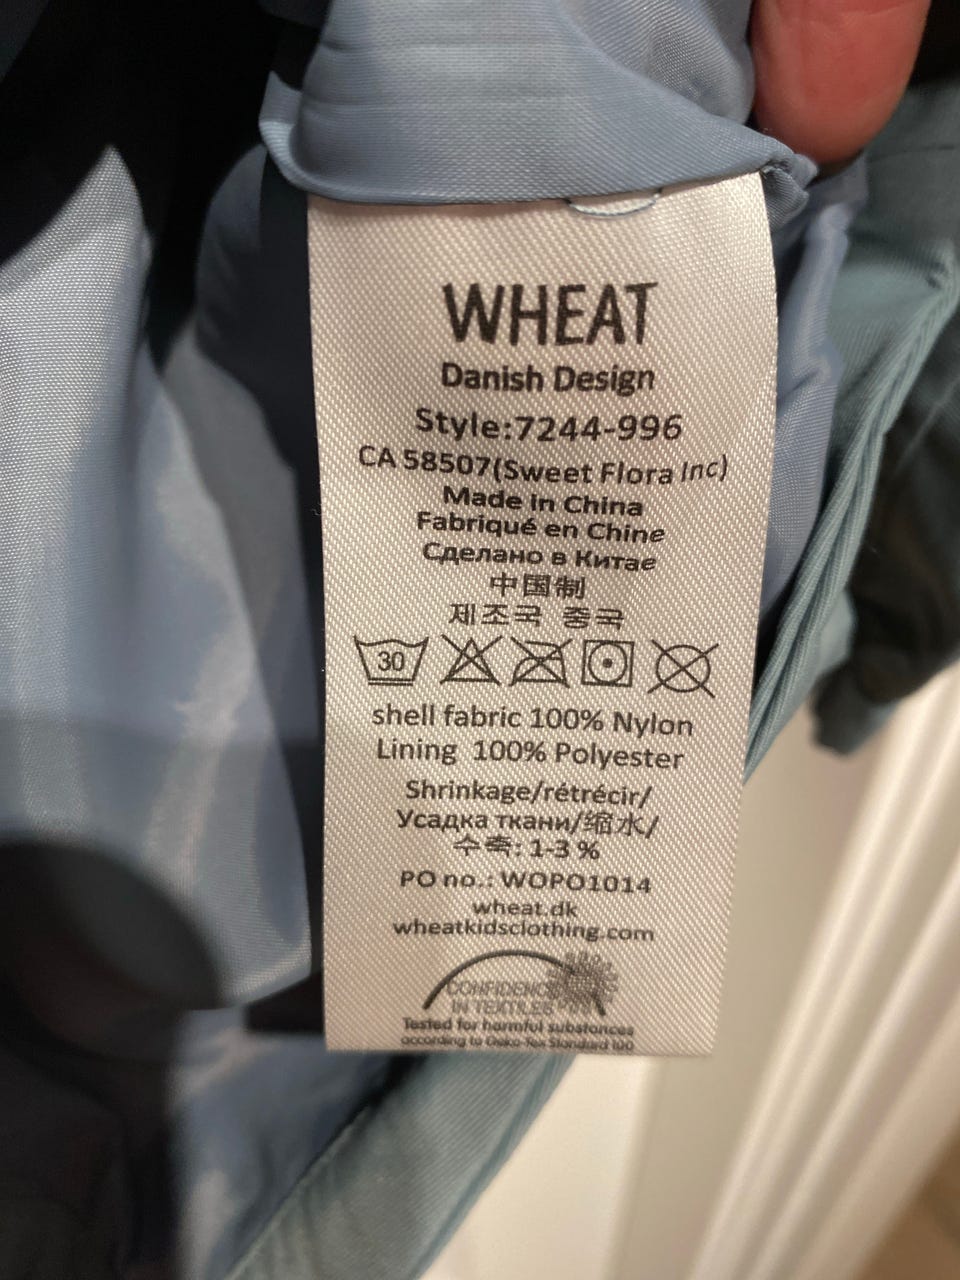 WHEAT
Danish Design
Style:7244-996
CA 58507(Sweet Flora Inc)
Made in China
Fabriqué en Chine
Сделано в Китае
中国制
제조국 중국
30
shell fabric 100% Nylon
Lining 100% Polyester
Shrinkage/rétrécir/
Усадка ткани/缩水/
수축: 1-3 %
PO no.: WOPO1014
wheat.dk
wheatkidsclothing.com
CONFIDENCE
IN TEXTILES
Tested for harmful substances
according to Oeko-Tex Standard 100